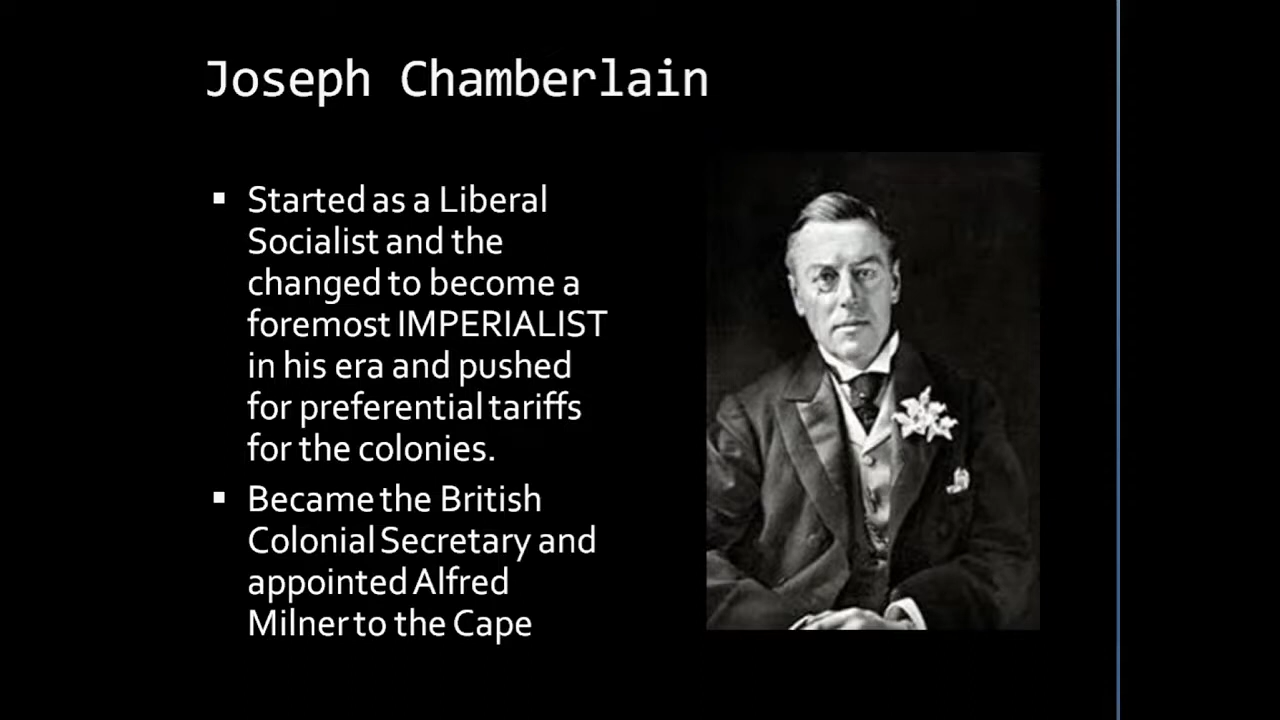 Joseph Chamberlain
▪ Started as a Liberal
Socialist and the
changed to become a
foremost IMPERIALIST
in his era and pushed
for preferential tariffs
for the colonies.
▪ Became the British
Colonial Secretary and
appointed Alfred
Milner to the Cape